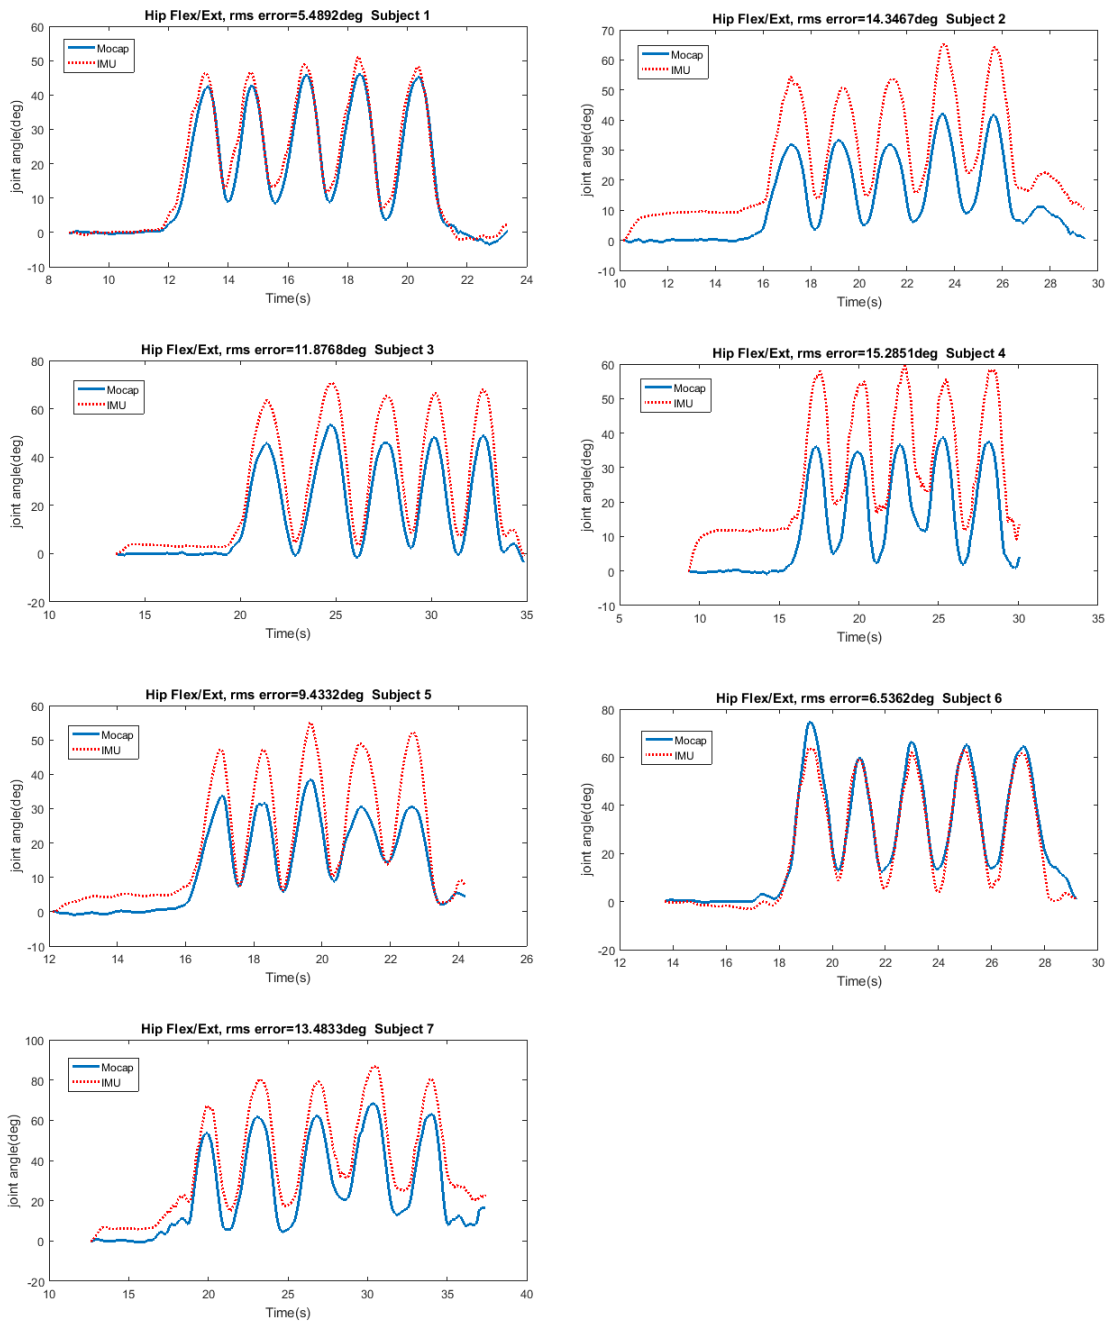 Hip Flex/Ext, rms error=5.4892deg Subject 1
60
50
40
30
20
10
0
-10
joint angle(deg)
Mocap
IMU
8 10 12 14 16 18 20 22 24
Time(s)
Hip Flex/Ext, rms error=14.3467deg Subject 2
70
60
50
40
30
20
10
0
-10
joint angle(deg)
Mocap
IMU
10 12 14 16 18 20 22 24 26 28 30
Time(s)
Hip Flex/Ext, rms error=11.8768deg Subject 3
80
60
40
20
0
-20
joint angle(deg)
Mocap
IMU
10 15 20 25 30 35
Time(s)
Hip Flex/Ext, rms error=15.2851deg Subject 4
60
50
40
30
20
10
0
-10
joint angle(deg)
Mocap
IMU
5 10 15 20 25 30 35
Time(s)
Hip Flex/Ext, rms error=9.4332deg Subject 5
60
50
40
30
20
10
0
-10
joint angle(deg)
Mocap
IMU
12 14 16 18 20 22 24 26
Time(s)
Hip Flex/Ext, rms error=6.5362deg Subject 6
80
60
40
20
0
-20
joint angle(deg)
Mocap
IMU
12 14 16 18 20 22 24 26 28 30
Time(s)
Hip Flex/Ext, rms error=13.4833deg Subject 7
100
80
60
40
20
0
-20
joint angle(deg)
Mocap
IMU
10 15 20 25 30 35 40
Time(s)